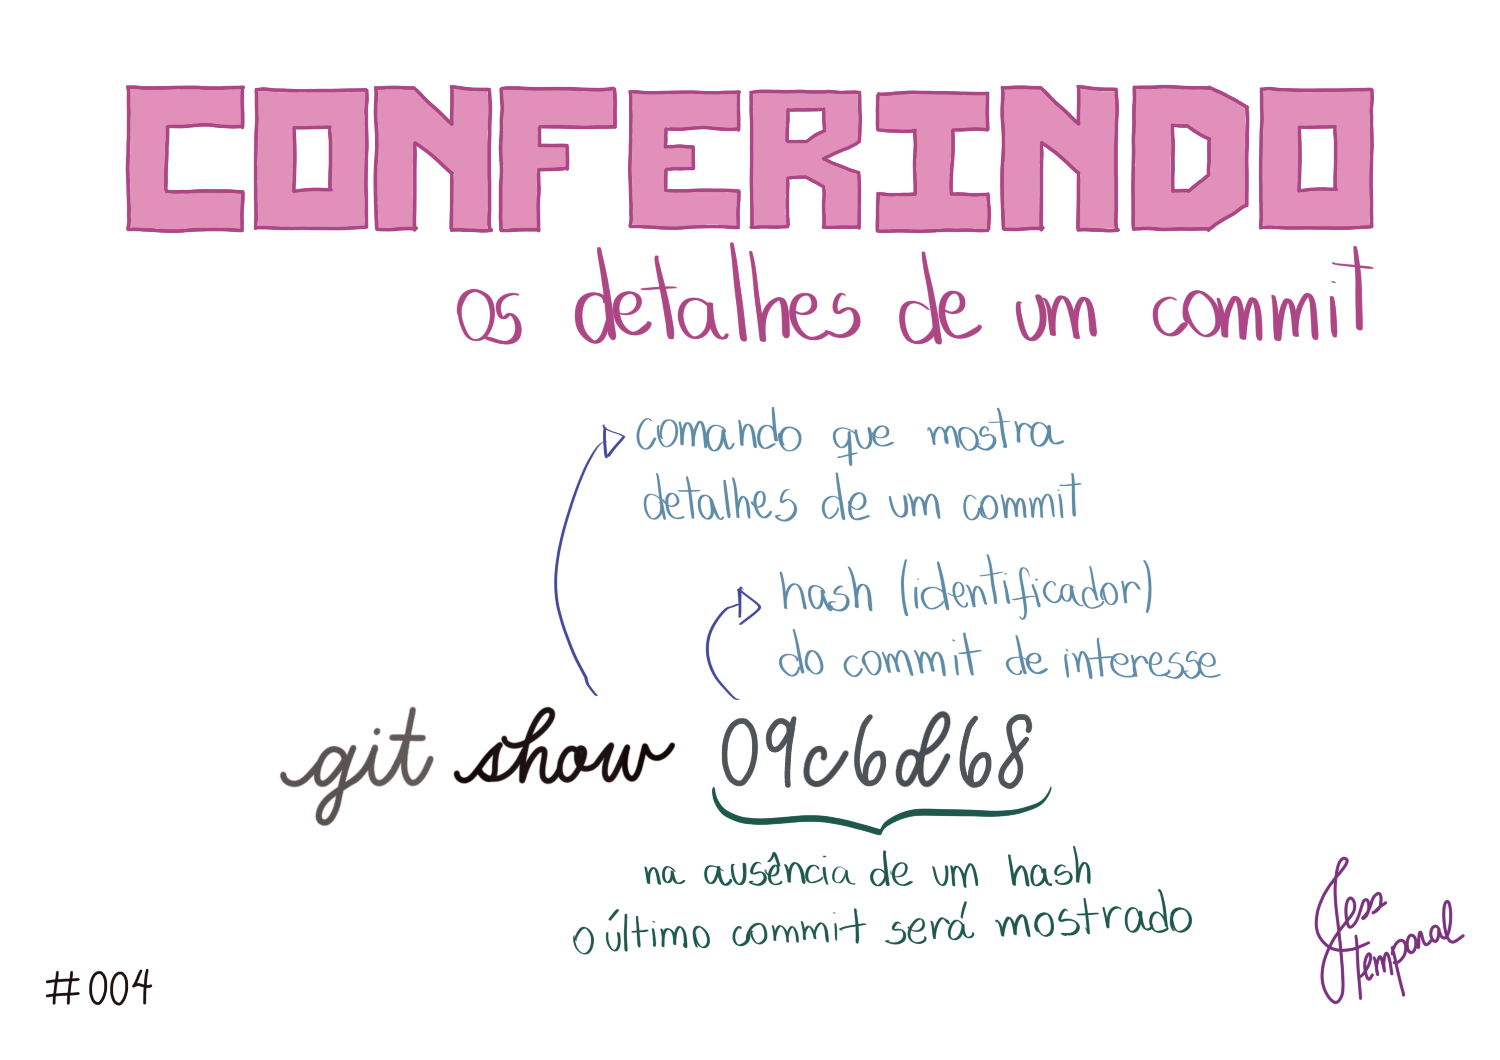 CONFERINDO
os detalhes de um commit
comando que mostra
detalhes de um commit
hash (identificador)
do commit de interesse
git show 09c6d68
na ausência de um hash
o último commit será mostrado
Jess
Temporal
#004